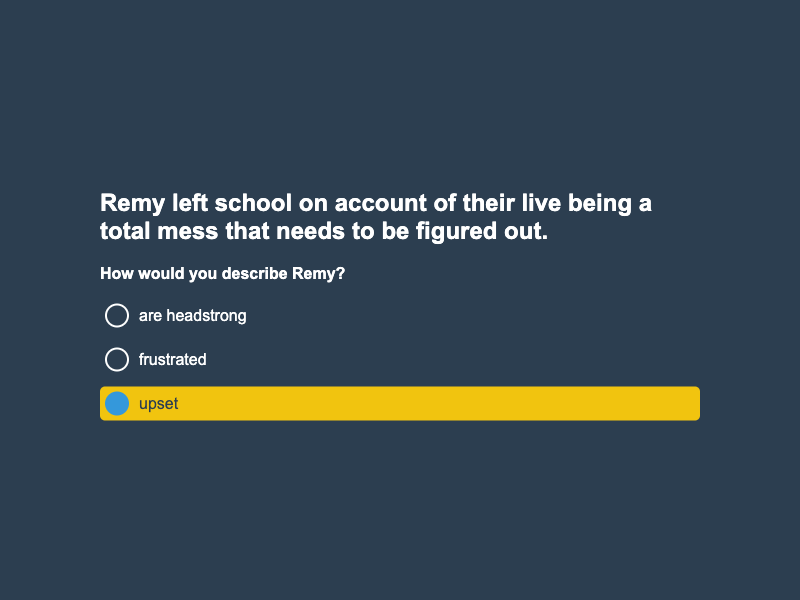 Remy left school on account of their live being a
total mess that needs to be figured out.
How would you describe Remy?
are headstrong
frustrated
upset